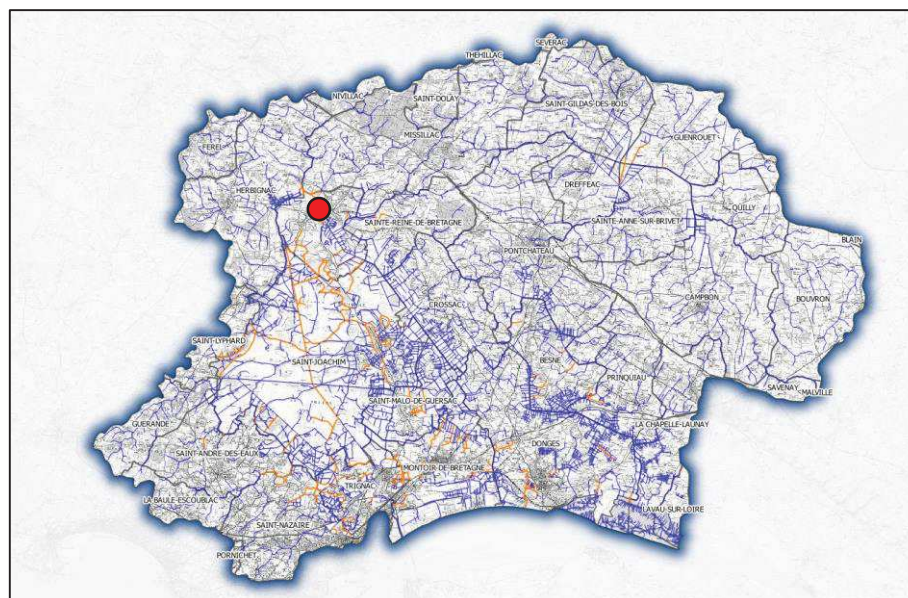 SEVERAC
THEHILLAC
NIVILLAC
SAINT-DOLAY
SAINT-GILDAS-DES-BOIS
MISSILLAC
GUENROUET
FEREL
HERBIGNAC
DREFFEAC
QUILLY
SAINTE-REINE-DE-BRETAGNE
SAINTE-ANNE-SUR-BRIVET
BLAIN
PONTCHATEAU
CAMPBON
BOUVRON
CROSSAC
SAINT-LYPHARD
SAINT-JOACHIM
BESNE
PRINQUIAU
SAVENAY
MALVILLE
SAINT-MALO-DE-GUERSAC
GUERANDE
LA CHAPELLE-LAUNAY
SAINT-ANDRE-DES-EAUX
DONGES
MONTOIR-DE-BRETAGNE
TRIGNAC
LA BAULE-ESCOUBLAC
LAVAU-SUR-LOIRE
SAINT-NAZAIRE
PORNICHET